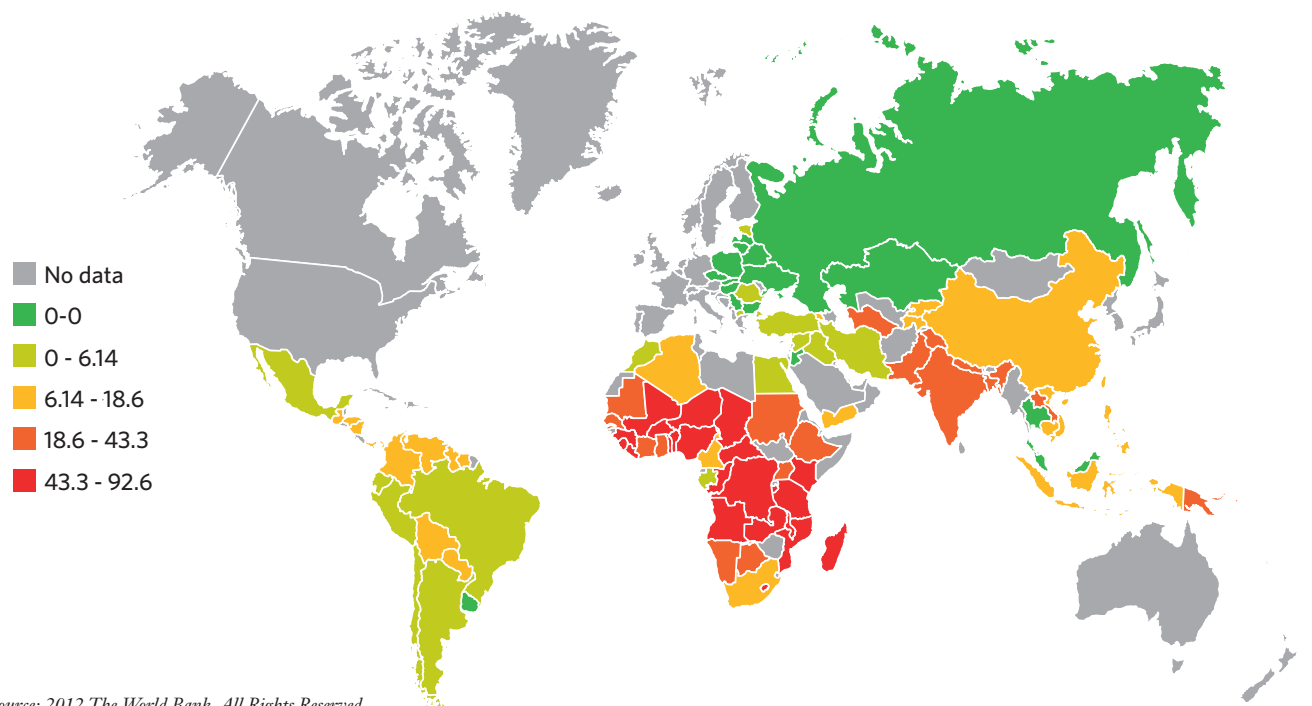 No data
0-0
0 - 6.14
6.14 - 18.6
18.6 - 43.3
43.3 - 92.6
ource: 2012 The World Bank. All Rights Reserved